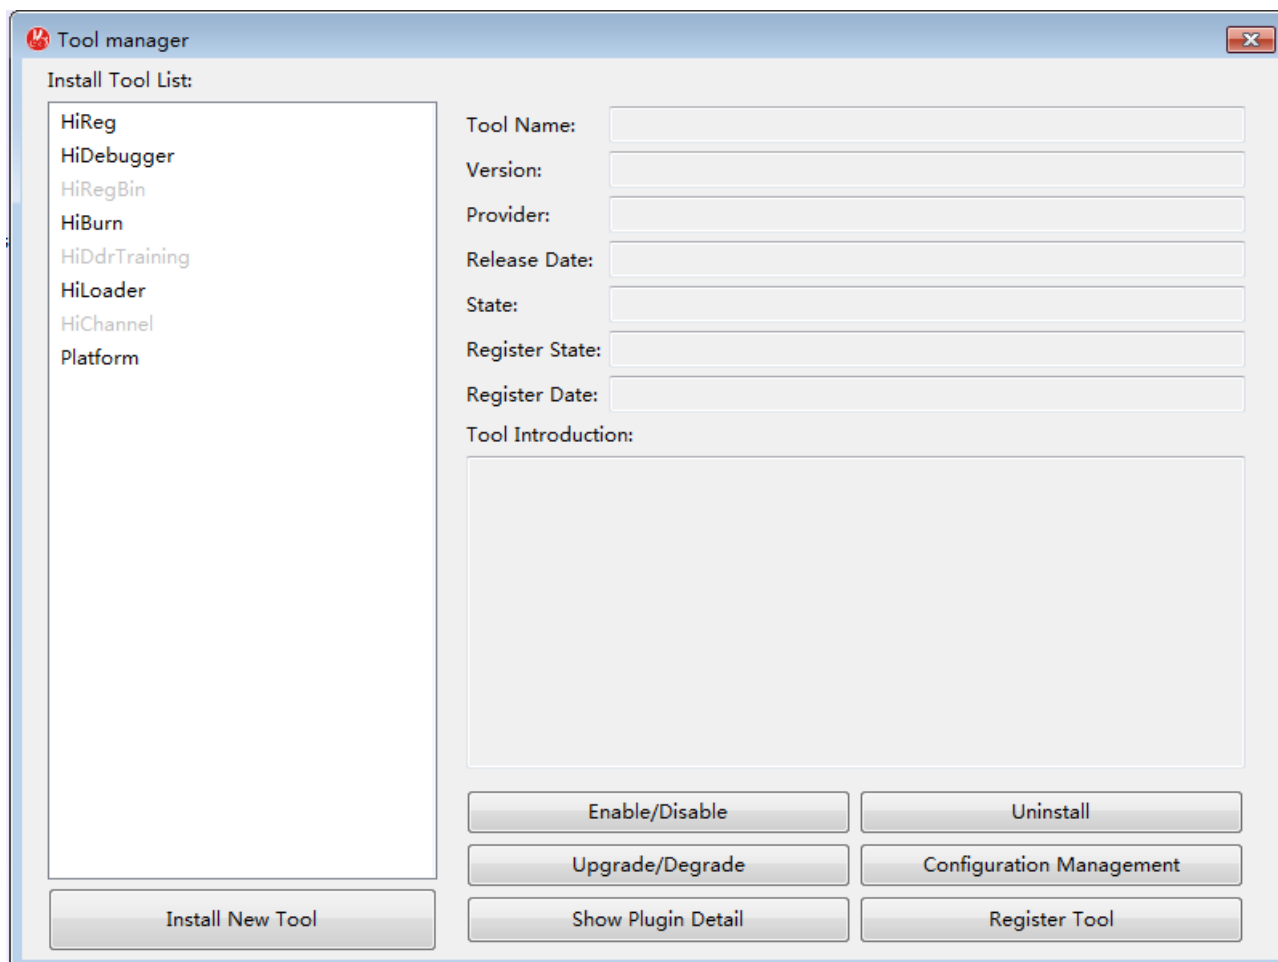 Tool manager
Install Tool List:
HiReg
HiDebugger
HiRegBin
HiBurn
HiDdrTraining
HiLoader
HiChannel
Platform
Install New Tool
Tool Name:
Version:
Provider:
Release Date:
State:
Register State:
Register Date:
Tool Introduction:
Enable/Disable
Uninstall
Upgrade/Degrade
Configuration Management
Show Plugin Detail
Register Tool